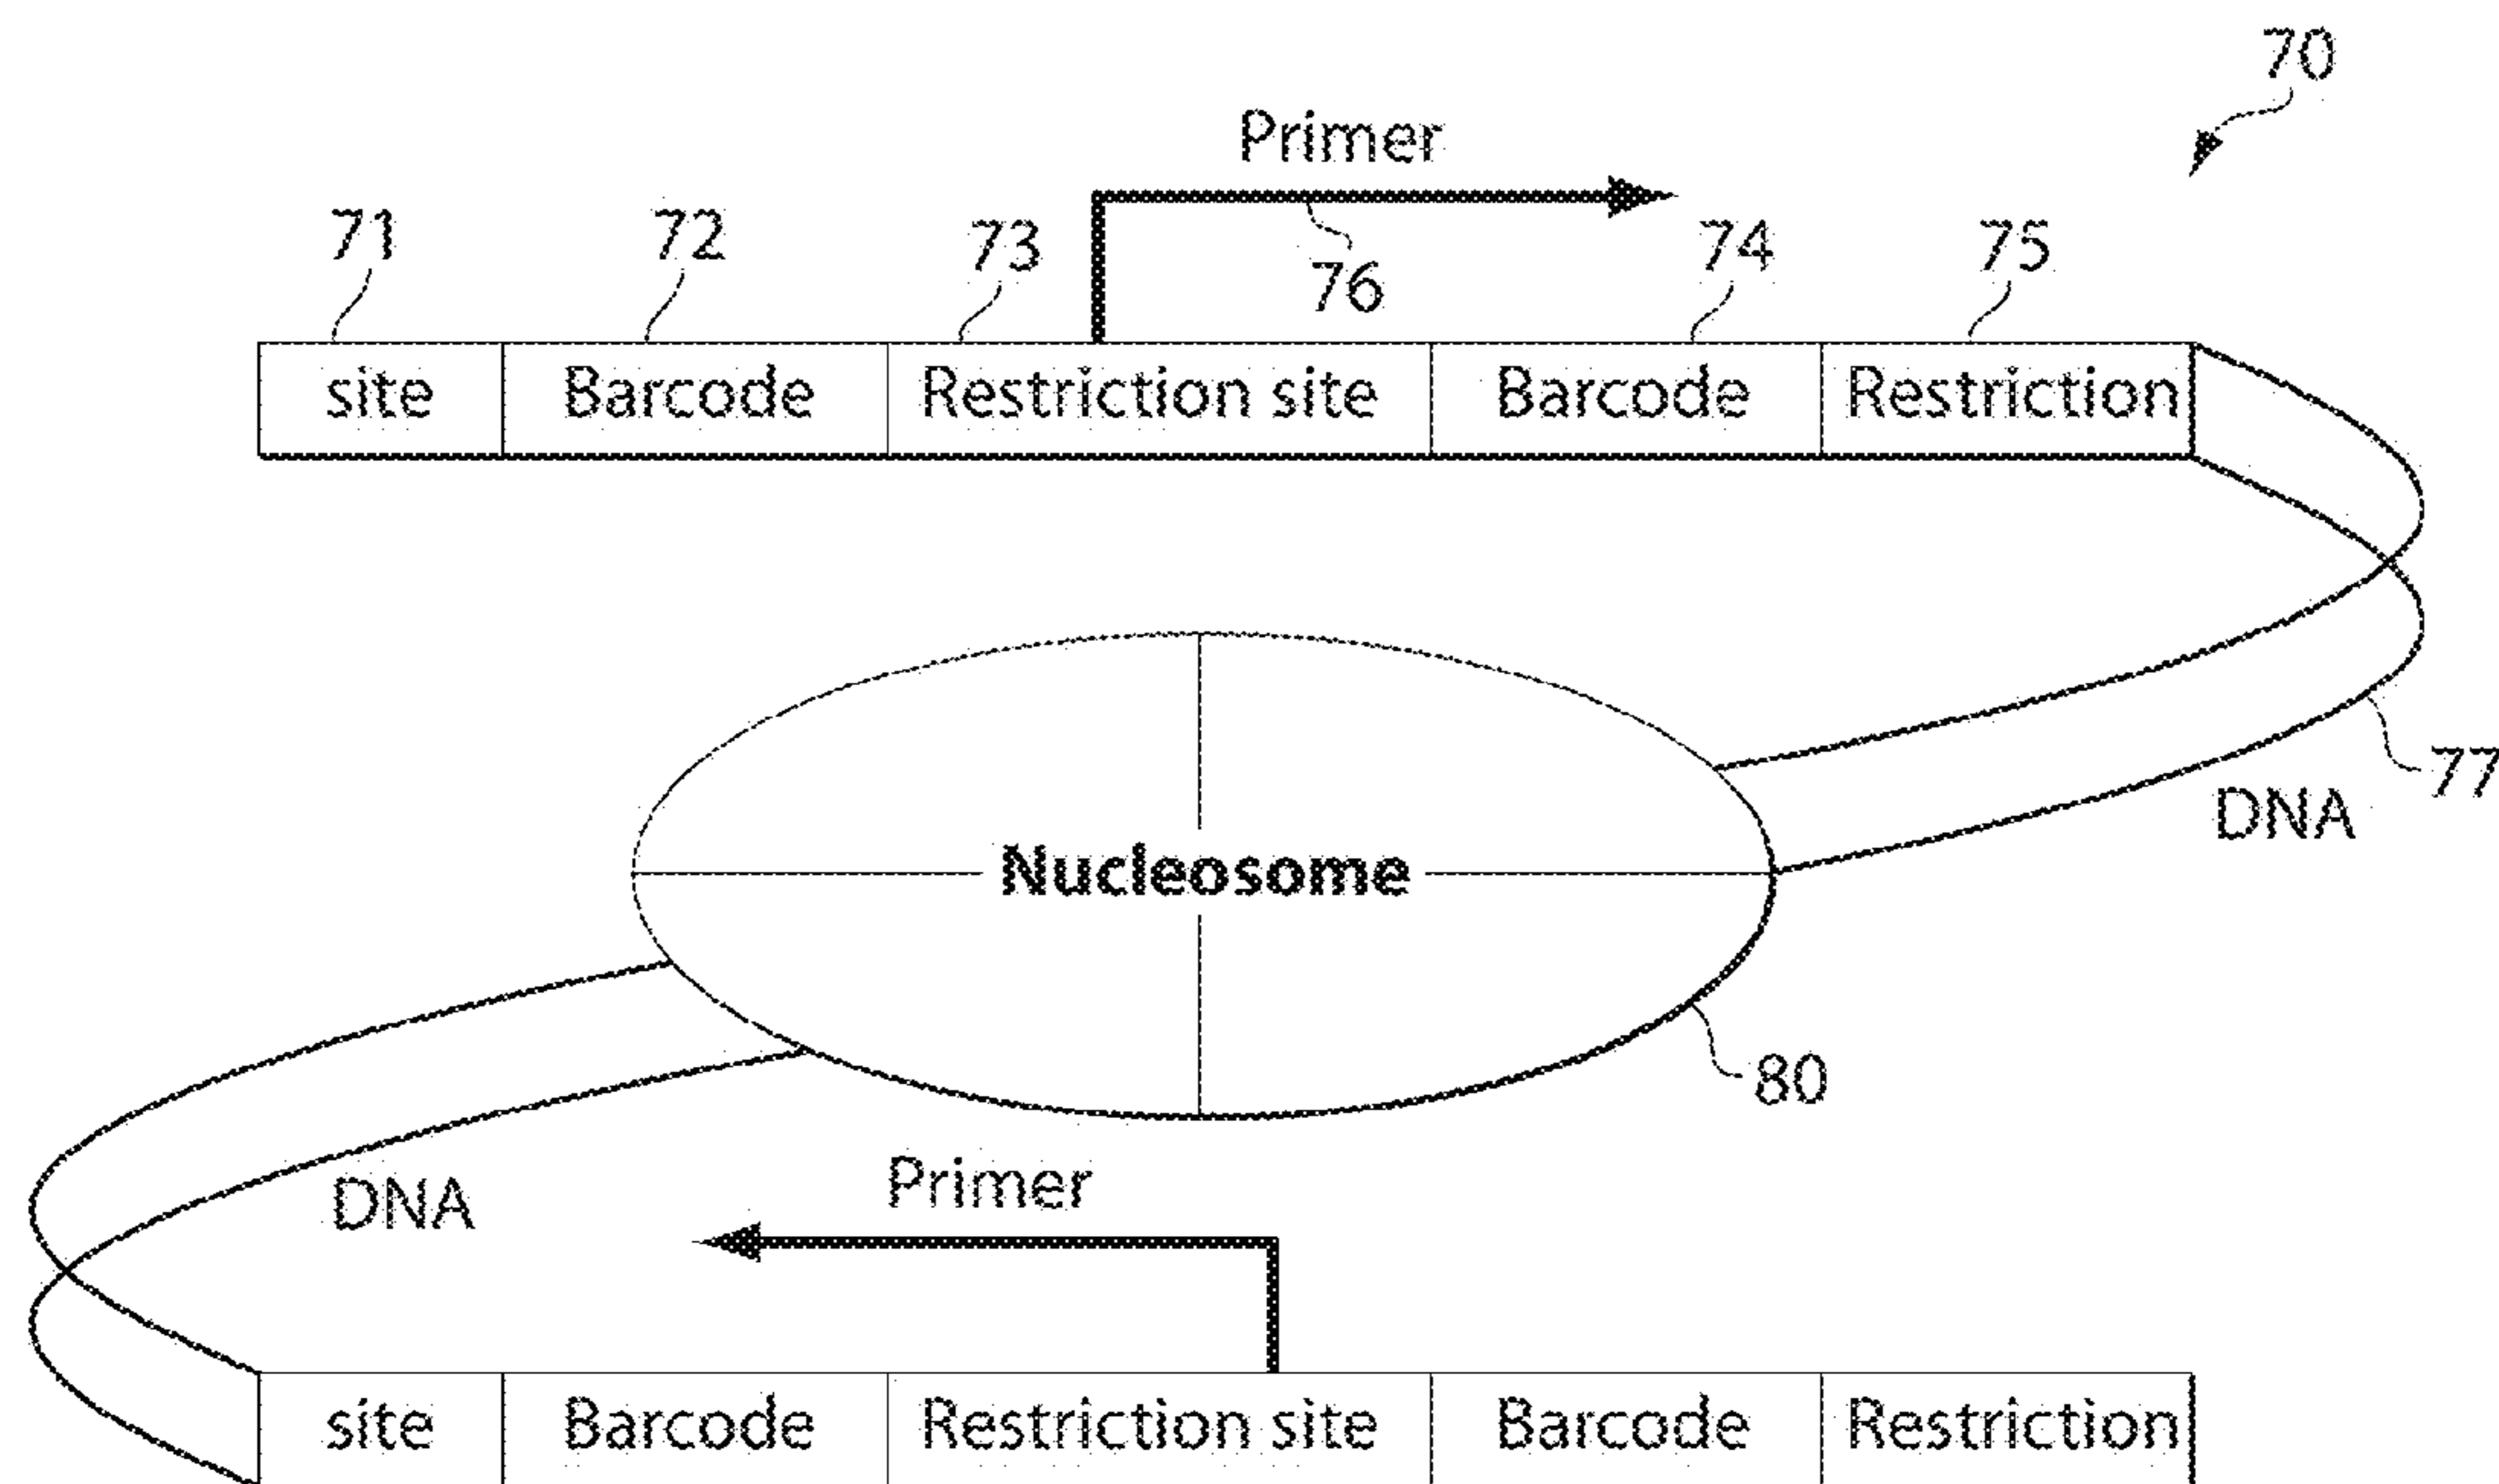 70
Primer
71 72 73 76 74 75
site Barcode Restriction site Barcode Restriction
77
DNA
Nucleosome
80
Primer
DNA
site Barcode Restriction site Barcode Restriction